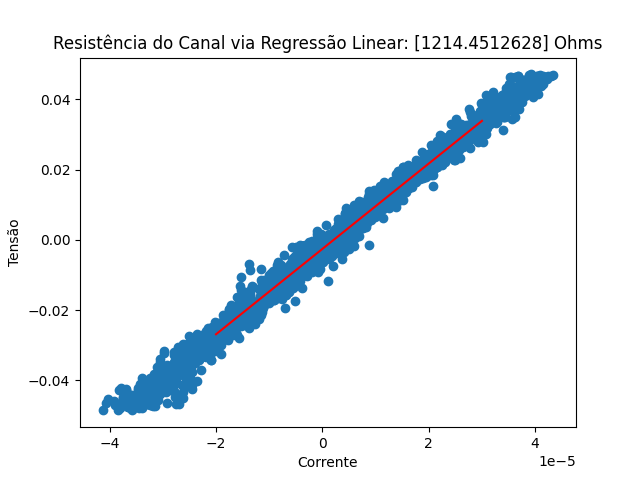 Resistência do Canal via Regressão Linear: [1214.4512628] Ohms
0.04
0.02
0.00
−0.02
−0.04
Tensão
−4
−2
0
2
4
1e−5
Corrente